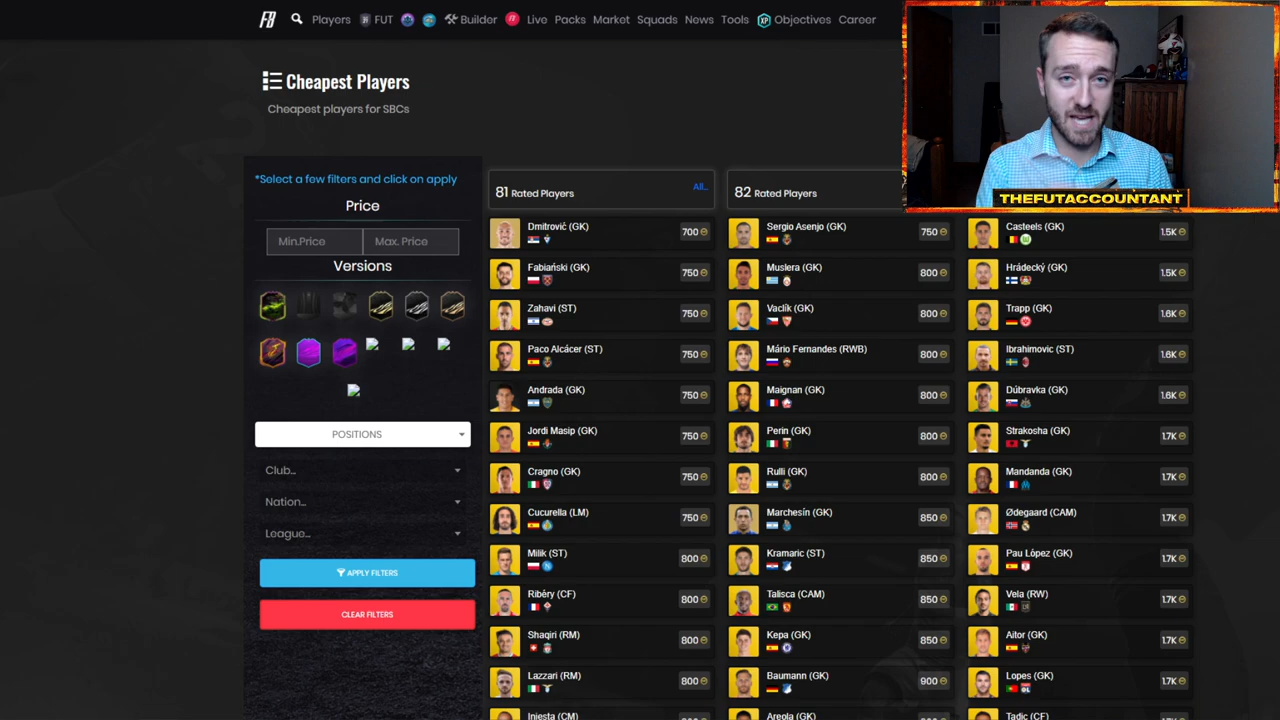 Players
FUT
Builder
Live
Packs
Market
Squads
News
Tools
XP
Objectives
Career
Cheapest Players
Cheapest players for SBCs
*Select a few filters and click on apply
Price
Min.Price
Max. Price
Versions
POSITIONS
Club...
Nation...
League...
APPLY FILTERS
CLEAR FILTERS
81 Rated Players
All...
Dmitrović (GK)
700
Fabiański (GK)
750
Zahavi (ST)
750
Paco Alcácer (ST)
750
Andrada (GK)
750
Jordi Masip (GK)
750
Cragno (GK)
750
Cucurella (LM)
750
Milik (ST)
800
Ribéry (CF)
800
Shaqiri (RM)
800
Lazzari (RM)
800
Iniesta (CM)
82 Rated Players
Sergio Asenjo (GK)
750
Muslera (GK)
800
Vaclík (GK)
800
Mário Fernandes (RWB)
800
Maignan (GK)
800
Perin (GK)
800
Rulli (GK)
800
Marchesín (GK)
850
Kramaric (ST)
850
Talisca (CAM)
850
Kepa (GK)
850
Baumann (GK)
900
Areola (GK)
Casteels (GK)
1.5K
Hrádecký (GK)
1.5K
Trapp (GK)
1.6K
Ibrahimovic (ST)
1.6K
Dúbravka (GK)
1.6K
Strakosha (GK)
1.7K
Mandanda (GK)
1.7K
Ødegaard (CAM)
1.7K
Pau López (GK)
1.7K
Vela (RW)
1.7K
Aitor (GK)
1.7K
Lopes (GK)
1.7K
Tadic (CF)
THEFUTACCOUNTANT